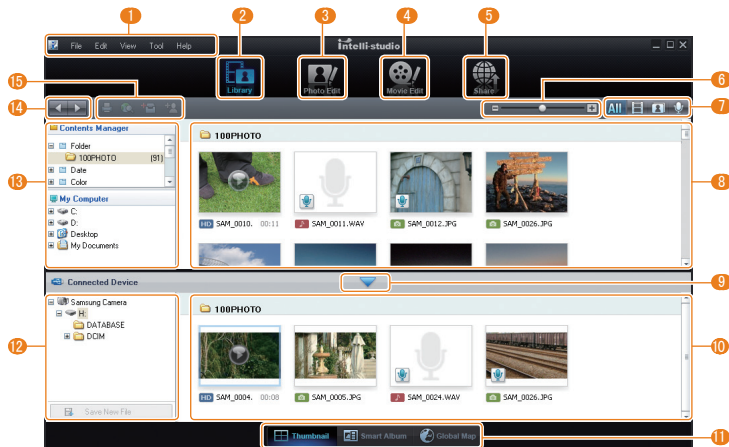 1
2
3
4
5
File Edit View Tool Help
intelli-studio
Library
Photo Edit
Movie Edit
Share
15
6
14
7
All
Contents Manager
Folder
100PHOTO (91)
Date
Color
13
My Computer
C:
D:
Desktop
My Documents
100PHOTO
HD SAM_0010. 00:11
SAM_0011.WAV
SAM_0012.JPG
SAM_0026.JPG
8
Connected Device
9
Samsung Camera
H:
DATABASE
DCIM
12
Save New File
100PHOTO
HD SAM_0004. 00:08
SAM_0005.JPG
SAM_0024.WAV
SAM_0026.JPG
10
Thumbnail
Smart Album
Global Map
11